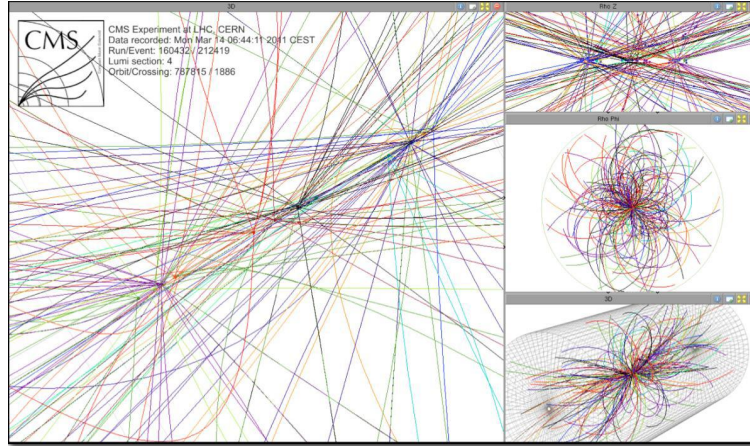 3D
CMS
CMS Experiment at LHC, CERN
Data recorded: Mon Mar 14 06:44:11 2011 CEST
Run/Event: 160432 / 212419
Lumi section: 4
Orbit/Crossing: 787815 / 1886
Rho Z
Rho Phi
3D